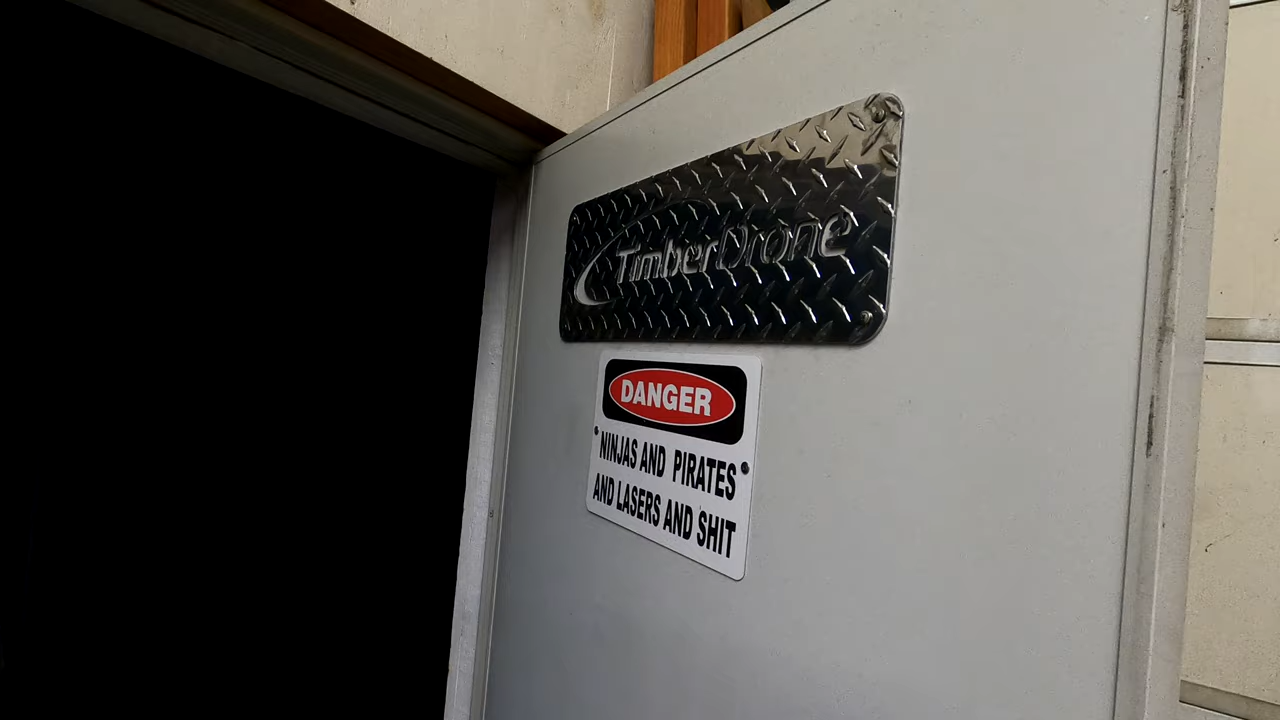 TimberDrone
DANGER
NINJAS AND PIRATES
AND LASERS AND SHIT